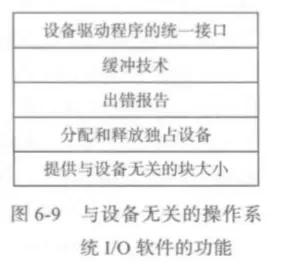 设备驱动程序的统一接口
缓冲技术
出错报告
分配和释放独占设备
提供与设备无关的块大小
图 6-9 与设备无关的操作系
统 I/O 软件的功能